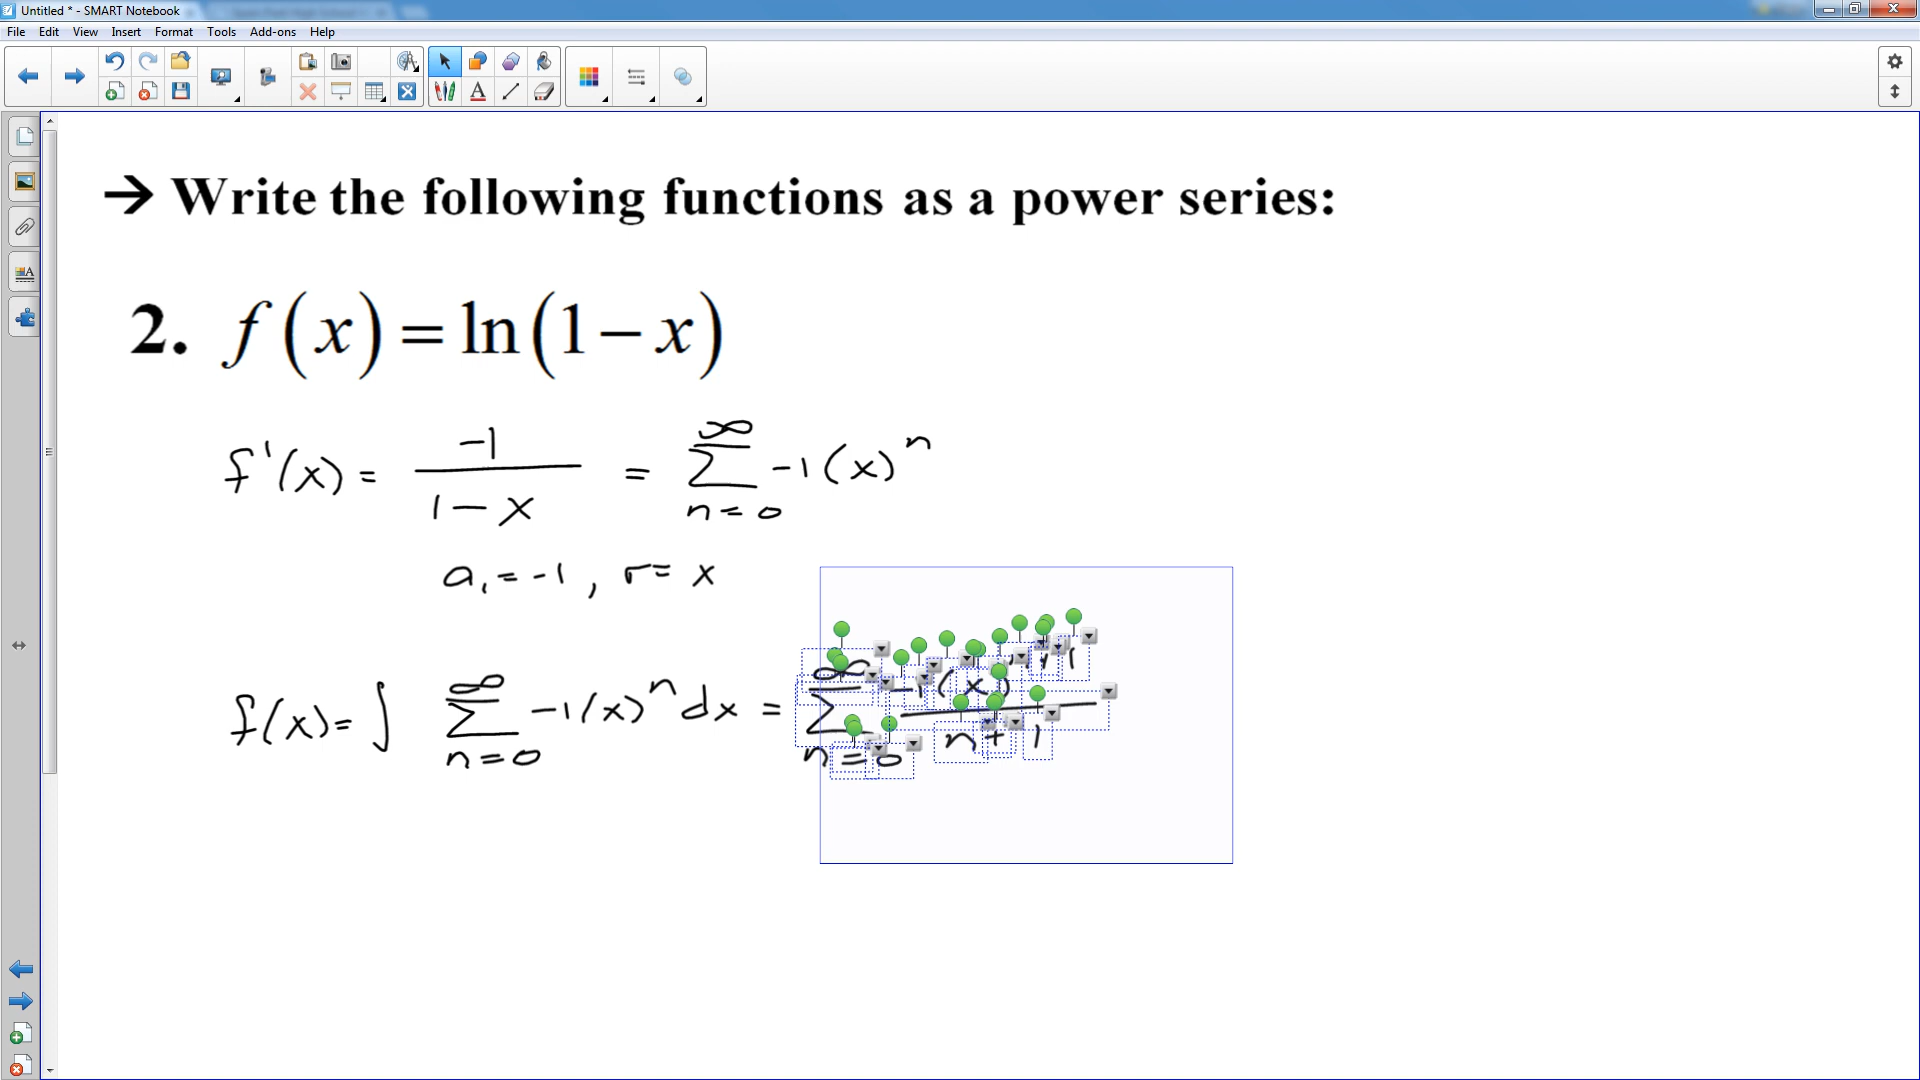 Untitled * - SMART Notebook
File Edit View Insert Format Tools Add-ons Help
→ Write the following functions as a power series:
2. f(x) = ln(1 − x)
f'(x) = -1/(1-x) = ∑_{n=0}^{∞} -1(x)^n
a₁ = -1, r = x
f(x) = ∫ ∑_{n=0}^{∞} -1(x)^n dx = ∑_{n=0}^{∞} -1(x)^{n+1}/(n+1)